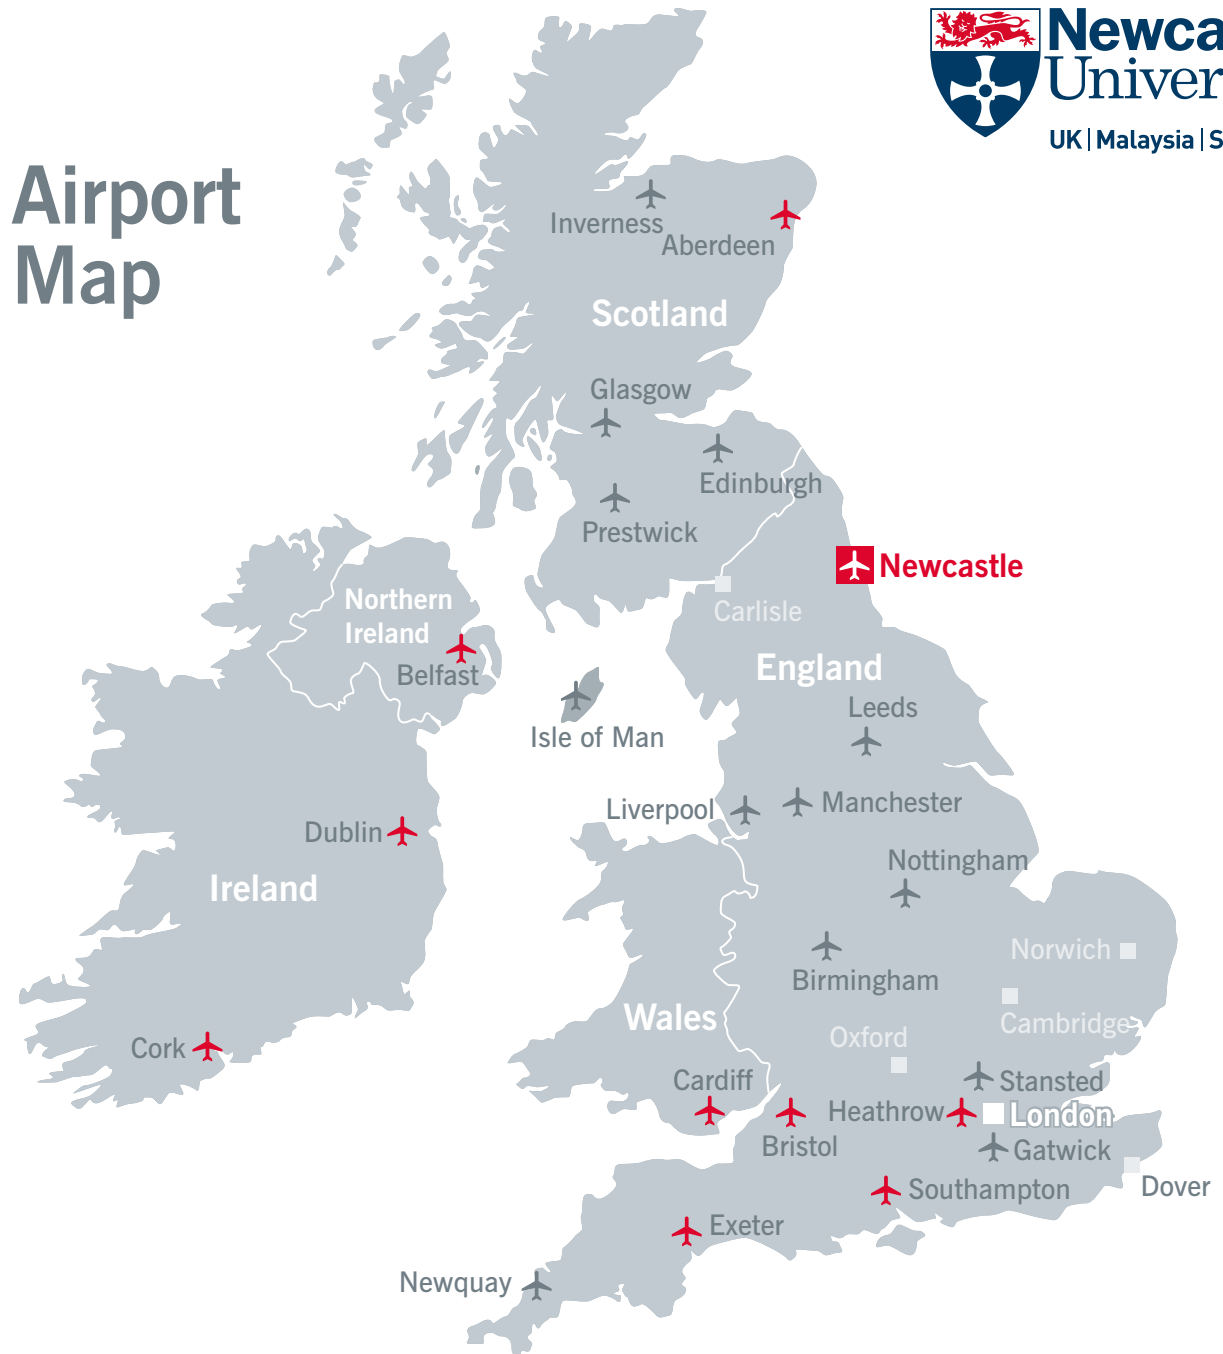 Newca
Univer
UK | Malaysia | S
Airport
Map
Inverness
Aberdeen
Scotland
Glasgow
Edinburgh
Prestwick
Newcastle
Northern
Ireland
Carlisle
Belfast
England
Leeds
Isle of Man
Liverpool
Manchester
Dublin
Nottingham
Ireland
Norwich
Birmingham
Wales
Cambridge
Oxford
Cork
Cardiff
Stansted
Heathrow
London
Bristol
Gatwick
Southampton
Dover
Exeter
Newquay